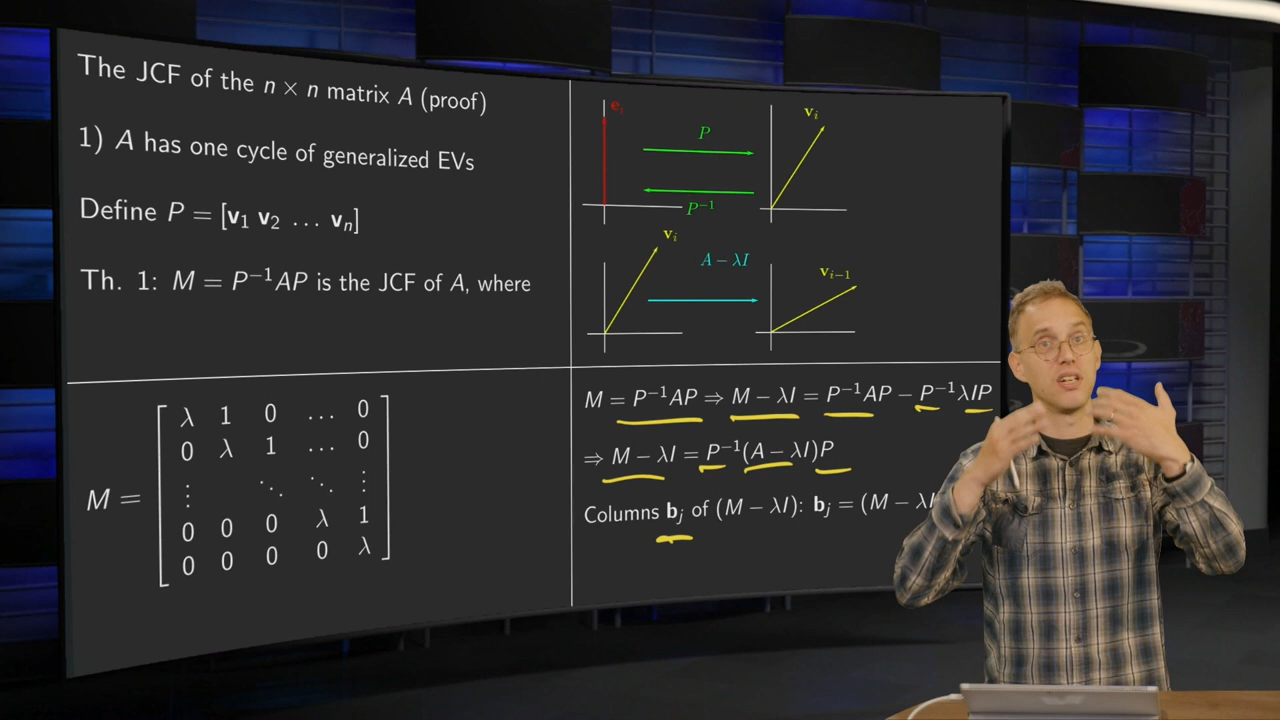 The JCF of the n × n matrix A (proof)
1) A has one cycle of generalized EVs
Define P = [v₁ v₂ … vₙ]
Th. 1: M = P⁻¹AP is the JCF of A, where
eᵢ
P
P⁻¹
vᵢ
vᵢ
A − λI
vᵢ₋₁
M =
λ 1 0 … 0
0 λ 1 … 0
⋮ ⋱ ⋱ ⋮
0 0 0 λ 1
0 0 0 0 λ
M = P⁻¹AP ⇒ M − λI = P⁻¹AP − P⁻¹λIP
⇒ M − λI = P⁻¹(A − λI)P
Columns bⱼ of (M − λI): bⱼ = (M − λI